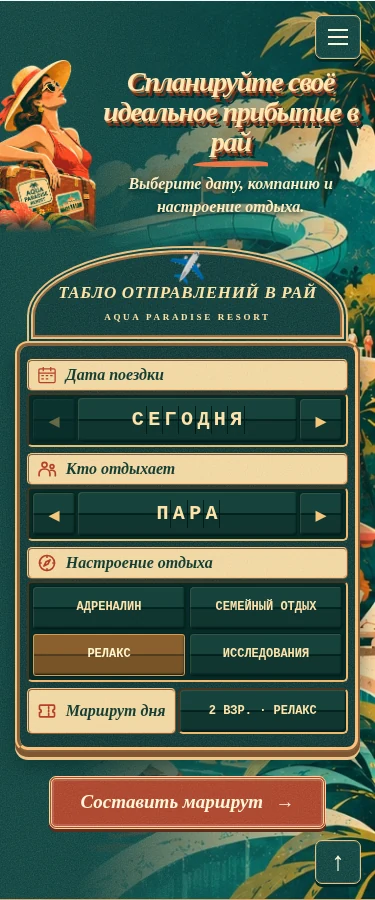 Спланируйте своё
идеальное прибытие в
рай
Выберите дату, компанию и
настроение отдыха.
ТАБЛО ОТПРАВЛЕНИЙ В РАЙ
AQUA PARADISE RESORT
Дата поездки
◀ СЕГОДНЯ ▶
Кто отдыхает
◀ ПАРА ▶
Настроение отдыха
АДРЕНАЛИН СЕМЕЙНЫЙ ОТДЫХ
РЕЛАКС ИССЛЕДОВАНИЯ
Маршрут дня 2 ВЗР. · РЕЛАКС
Составить маршрут →
↑